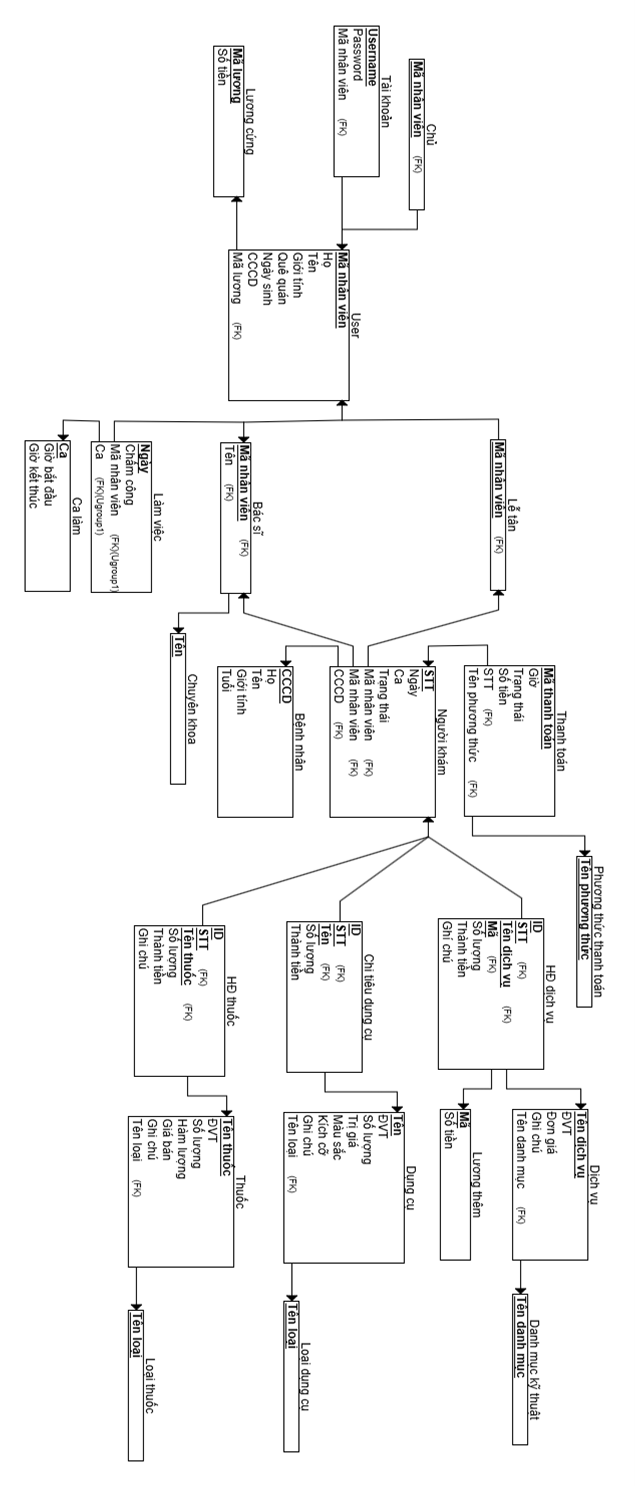 Chủ
Mã nhân viên (FK)
Tài khoản
Username
Password
Mã nhân viên (FK)
Lương cứng
Mã lương
Số tiền
User
Mã nhân viên
Họ
Tên
Giới tính
Quê quán
Ngày sinh
CCCD
Mã lương (FK)
Lễ tân
Mã nhân viên (FK)
Bác sĩ
Mã nhân viên (FK)
Tên (FK)
Làm việc
Ngày
Chấm công
Mã nhân viên (FK)(Ugroup1)
Ca (FK)(Ugroup1)
Ca làm
Ca
Giờ bắt đầu
Giờ kết thúc
Thanh toán
Mã thanh toán
Giờ
Trạng thái
Số tiền
STT (FK)
Tên phương thức (FK)
Người khám
STT
Ngày
Ca
Trạng thái
Mã nhân viên (FK)
Mã nhân viên (FK)
CCCD (FK)
Bệnh nhân
CCCD
Họ
Tên
Giới tính
Tuổi
Chuyên khoa
Tên
Phương thức thanh toán
Tên phương thức
HĐ dịch vụ
ID
STT (FK)
Tên dịch vụ (FK)
Mã (FK)
Số lượng
Thành tiền
Ghi chú
Chi tiêu dụng cụ
ID
STT (FK)
Tên (FK)
Số lượng
Thành tiền
HĐ thuốc
ID
STT (FK)
Tên thuốc (FK)
Số lượng
Thành tiền
Ghi chú
Dịch vụ
Tên dịch vụ
ĐVT
Đơn giá
Ghi chú
Tên danh mục (FK)
Lương thêm
Mã
Số tiền
Dụng cụ
Tên
ĐVT
Số lượng
Trị giá
Màu sắc
Kích cỡ
Ghi chú
Tên loại (FK)
Thuốc
Tên thuốc
ĐVT
Số lượng
Hàm lượng
Giá bán
Ghi chú
Tên loại (FK)
Danh mục kỹ thuật
Tên danh mục
Loại dụng cụ
Tên loại
Loại thuốc
Tên loại